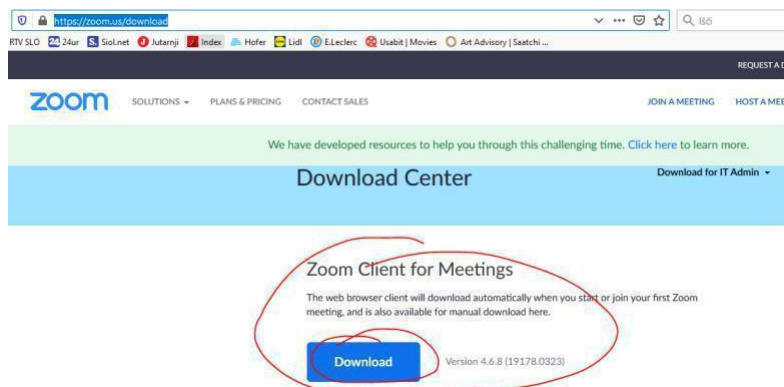 https://zoom.us/download
Išči
RTV SLO 24ur Siol.net Jutarnji Index Hofer Lidl E.Leclerc Usabit | Movies Art Advisory | Saatchi ...
REQUEST A D
zoom SOLUTIONS PLANS & PRICING CONTACT SALES JOIN A MEETING HOST A MEE
We have developed resources to help you through this challenging time. Click here to learn more.
Download Center Download for IT Admin
Zoom Client for Meetings
The web browser client will download automatically when you start or join your first Zoom
meeting, and is also available for manual download here.
Download Version 4.6.8 (19178.0323)